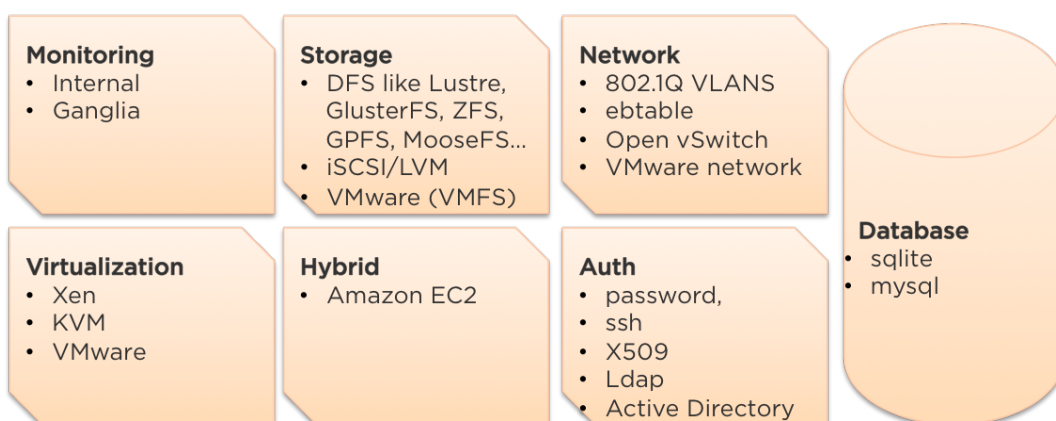 Monitoring
• Internal
• Ganglia
Storage
• DFS like Lustre,
GlusterFS, ZFS,
GPFS, MooseFS...
• iSCSI/LVM
• VMware (VMFS)
Network
• 802.1Q VLANS
• ebtable
• Open vSwitch
• VMware network
Virtualization
• Xen
• KVM
• VMware
Hybrid
• Amazon EC2
Auth
• password,
• ssh
• X509
• Ldap
• Active Directory
Database
• sqlite
• mysql